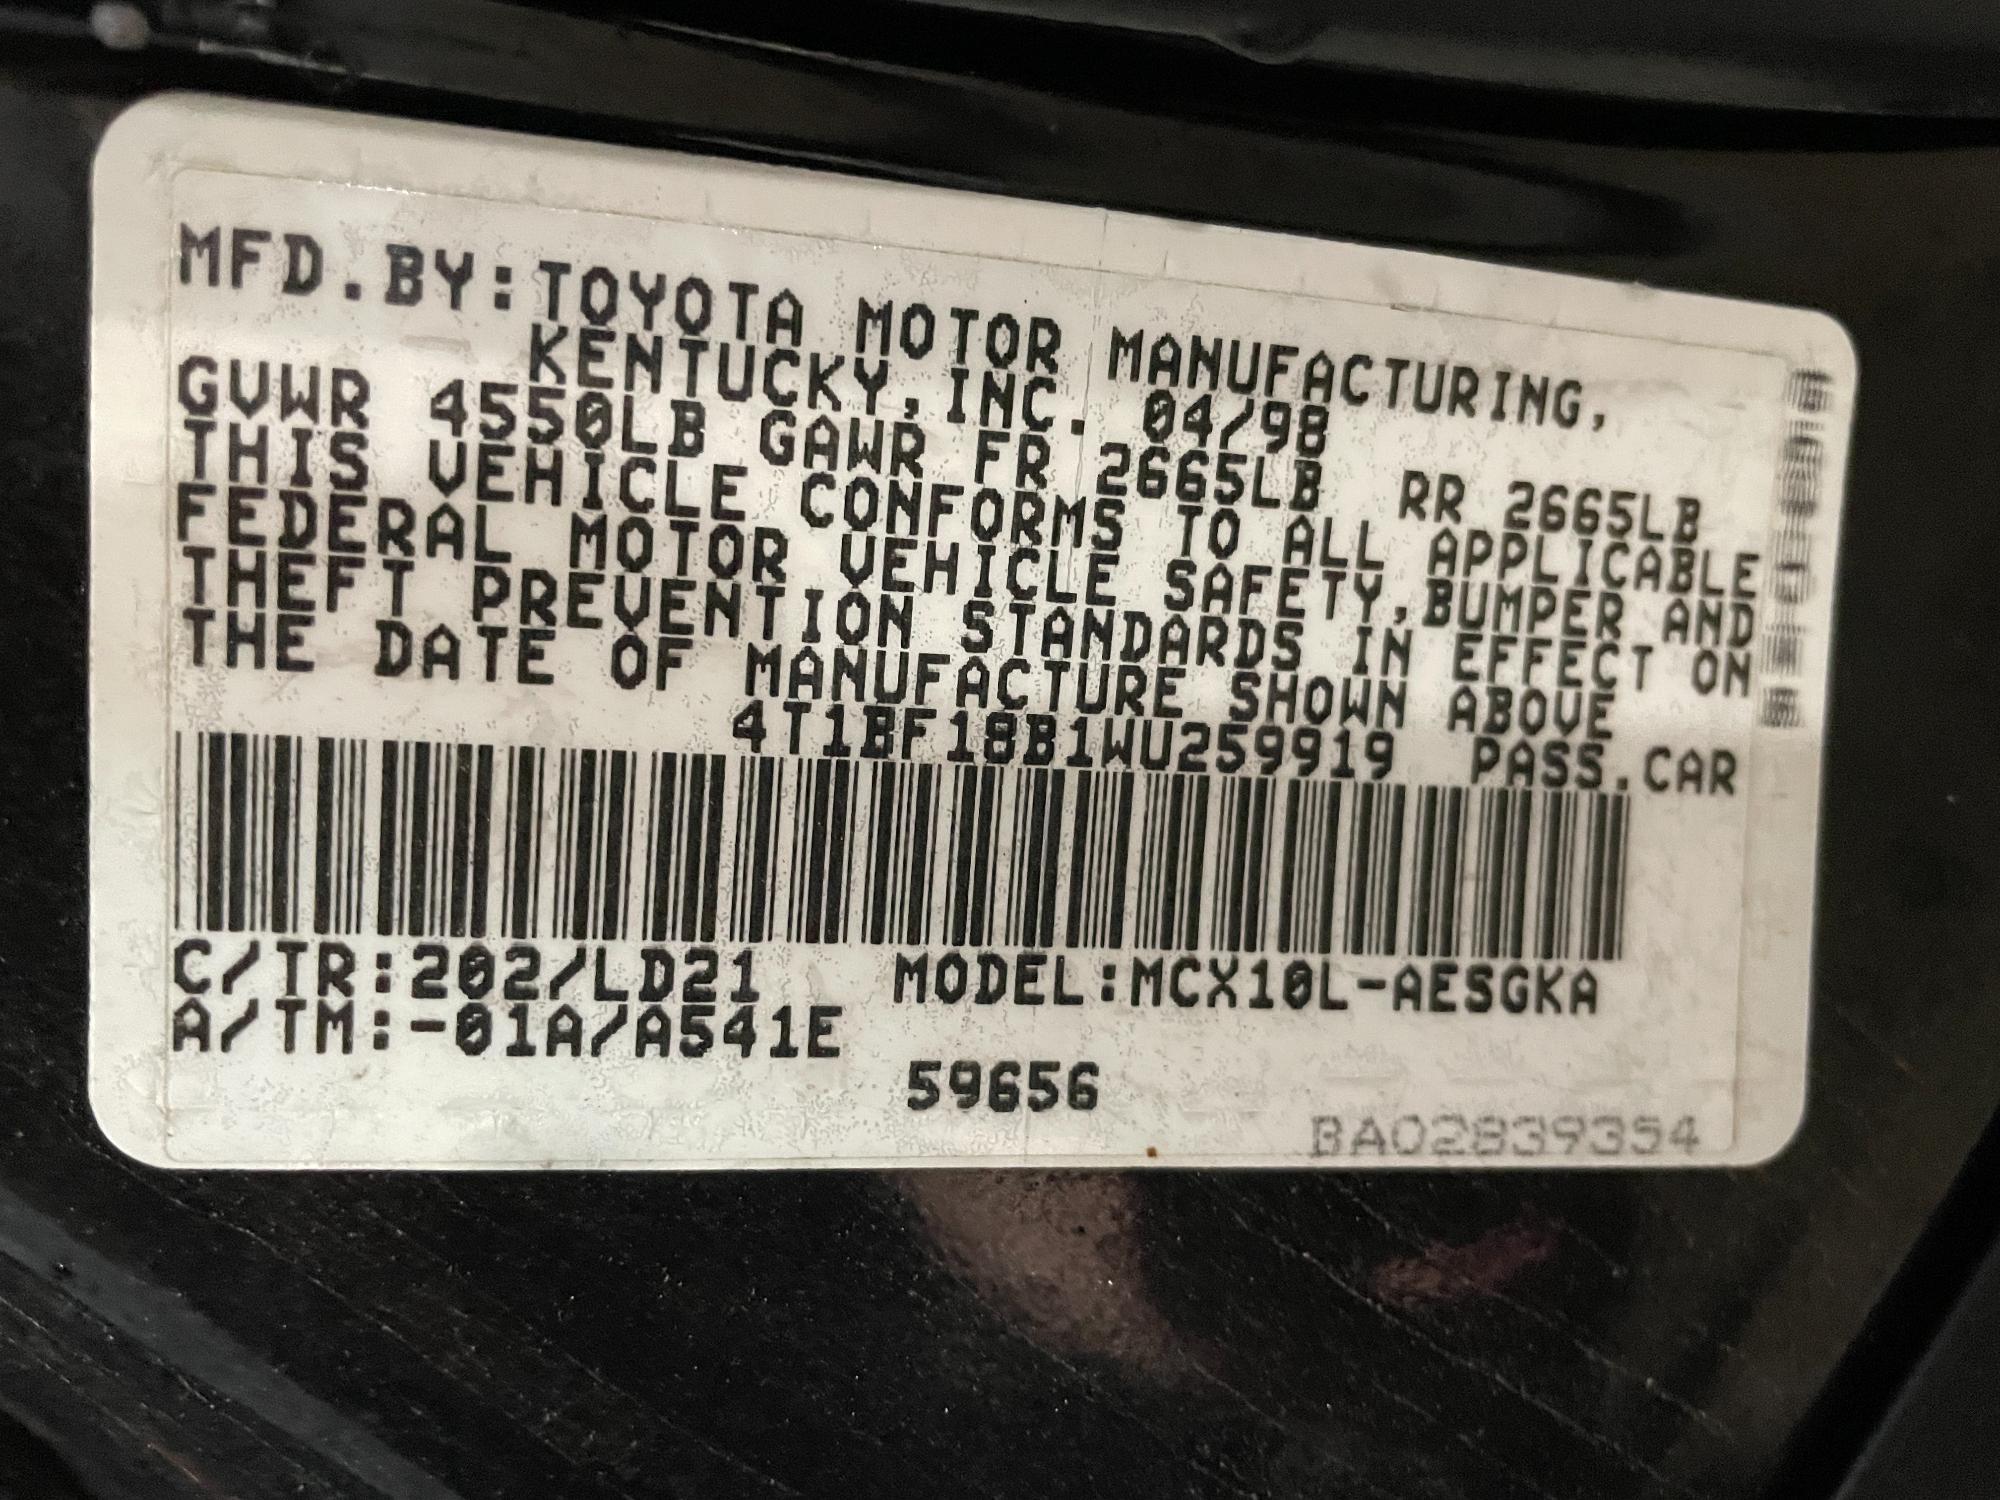 MFD.BY:TOYOTA MOTOR MANUFACTURING,
KENTUCKY,INC. 04/98
GVWR 4550LB GAWR FR 2665LB RR 2665LB
THIS VEHICLE CONFORMS TO ALL APPLICABLE
FEDERAL MOTOR VEHICLE SAFETY,BUMPER AND
THEFT PREVENTION STANDARDS IN EFFECT ON
THE DATE OF MANUFACTURE SHOWN ABOVE
4T1BF18B1WU259919 PASS.CAR
C/TR:202/LD21 MODEL:MCX10L-AESGKA
A/TM:-01A/A541E
59656
BA02839354